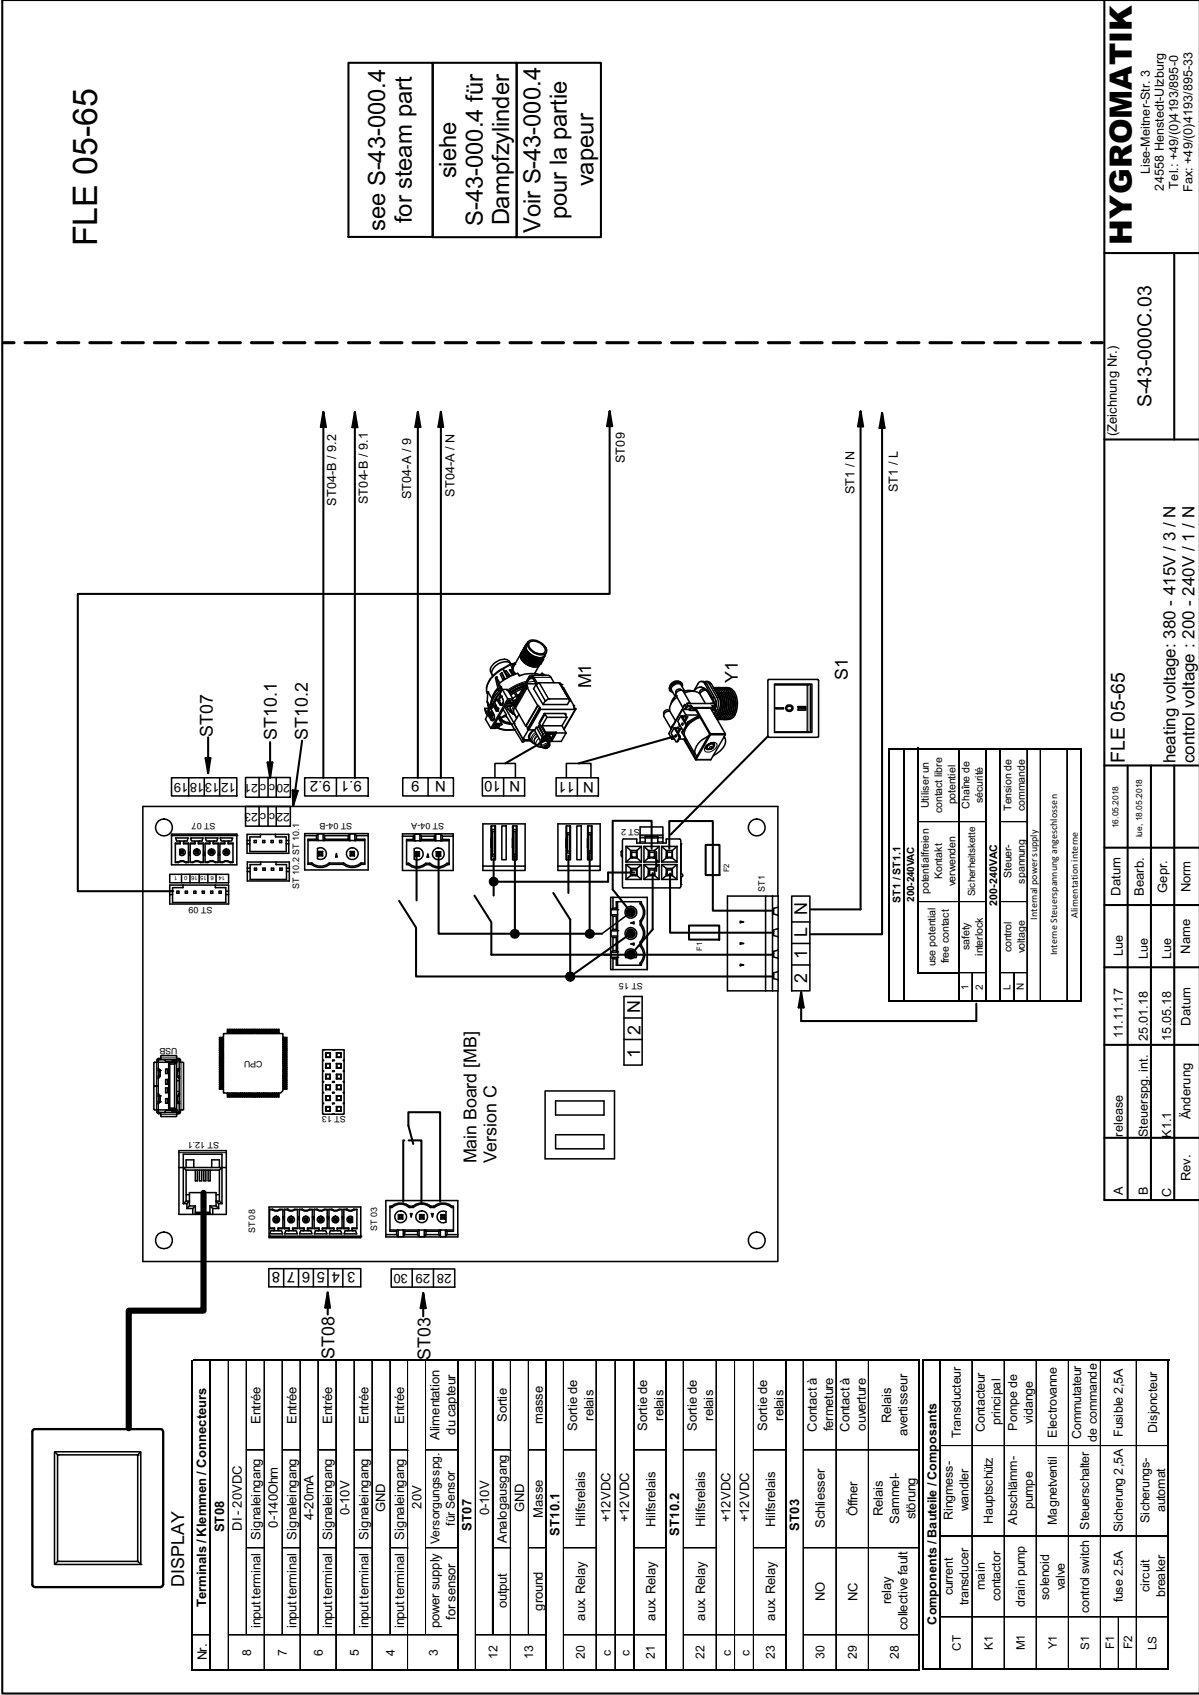 FLE 05-65
see S-43-000.4
for steam part
siehe
S-43-000.4 für
Dampfzylinder
Voir S-43-000.4
pour la partie
vapeur
DISPLAY
ST07
ST10.1
ST10.2
12 13 18 19
20 c c 21
22 c c 23
9.1 9.2
N 9
N 10
N 11
ST04-B / 9.2
ST04-B / 9.1
ST04-A / 9
ST04-A / N
ST09
ST1 / N
ST1 / L
M1
Y1
S1
ST 12.1
USB
CPU
ST 13
ST 09
1 0 16 15 6 14
ST 07
ST 10.2
ST 10.1
ST 04-B
ST 04-A
ST 2
F2
F1
ST1
ST 15
1 2 N
2 1 L N
Main Board [MB]
Version C
ST 08
ST 03
8 7 6 5 4 3
30 29 28
ST08
ST03
Nr. Terminals / Klemmen / Connecteurs
ST08
8 DI - 20VDC
input terminal Signaleingang Entrée
7 0-140Ohm
input terminal Signaleingang Entrée
6 4-20mA
input terminal Signaleingang Entrée
5 0-10V
input terminal Signaleingang Entrée
4 GND
input terminal Signaleingang Entrée
3 20V
power supply for sensor Versorgungsspg. für Sensor Alimentation du capteur
ST07
12 0-10V
output Analogausgang Sortie
13 GND
ground Masse masse
ST10.1
20 aux. Relay Hilfsrelais Sortie de relais
c +12VDC
c +12VDC
21 aux. Relay Hilfsrelais Sortie de relais
ST10.2
22 aux. Relay Hilfsrelais Sortie de relais
c +12VDC
c +12VDC
23 aux. Relay Hilfsrelais Sortie de relais
ST03
30 NO Schliesser Contact à fermeture
29 NC Öffner Contact à ouverture
28 relay collective fault Relais Sammel-störung Relais avertisseur
Components / Bauteile / Composants
CT current transducer Ringmess-wandler Transducteur
K1 main contactor Hauptschütz Contacteur principal
M1 drain pump Abschlämm-pumpe Pompe de vidange
Y1 solenoid valve Magnetventil Electrovanne
S1 control switch Steuerschalter Commutateur de commande
F1 F2 fuse 2.5A Sicherung 2,5A Fusible 2,5A
LS circuit breaker Sicherungs-automat Disjoncteur
ST1 / ST1.1
200-240VAC
use potential free contact potentialfreien Kontakt verwenden Utiliser un contact libre potentiel
1 2 safety interlock Sicherheitskette Chaîne de sécurité
200-240VAC
L N control voltage Steuer-spannung Tension de commande
Internal power supply
Interne Steuerspannung angeschlossen
Alimentation interne
A release 11.11.17 Lue
B Steuerspg. int. 25.01.18 Lue
C K1.1 15.05.18 Lue
Rev. Änderung Datum Name
Datum 16.05.2018
Bearb. lue, 18.05.2018
Gepr.
Norm
FLE 05-65
heating voltage: 380 - 415V / 3 / N
control voltage : 200 - 240V / 1 / N
(Zeichnung Nr.)
S-43-000C.03
HYGROMATIK
Lise-Meitner-Str. 3
24558 Henstedt-Ulzburg
Tel.: +49/(0)4193/895-0
Fax: +49/(0)4193/895-33